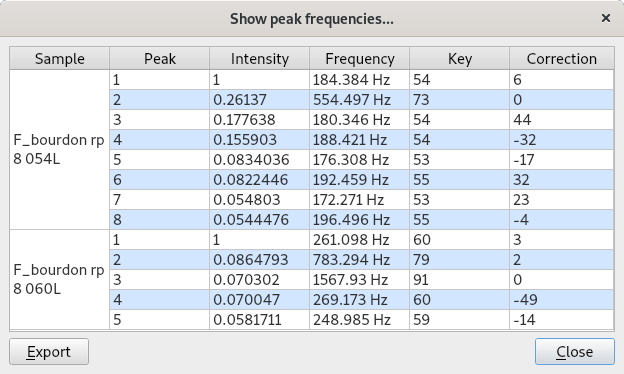 Show peak frequencies...
×
Sample Peak Intensity Frequency Key Correction
F_bourdon rp
8 054L
1 1 184.384 Hz 54 6
2 0.26137 554.497 Hz 73 0
3 0.177638 180.346 Hz 54 44
4 0.155903 188.421 Hz 54 -32
5 0.0834036 176.308 Hz 53 -17
6 0.0822446 192.459 Hz 55 32
7 0.054803 172.271 Hz 53 23
8 0.0544476 196.496 Hz 55 -4
F_bourdon rp
8 060L
1 1 261.098 Hz 60 3
2 0.0864793 783.294 Hz 79 2
3 0.070302 1567.93 Hz 91 0
4 0.070047 269.173 Hz 60 -49
5 0.0581711 248.985 Hz 59 -14
Export Close